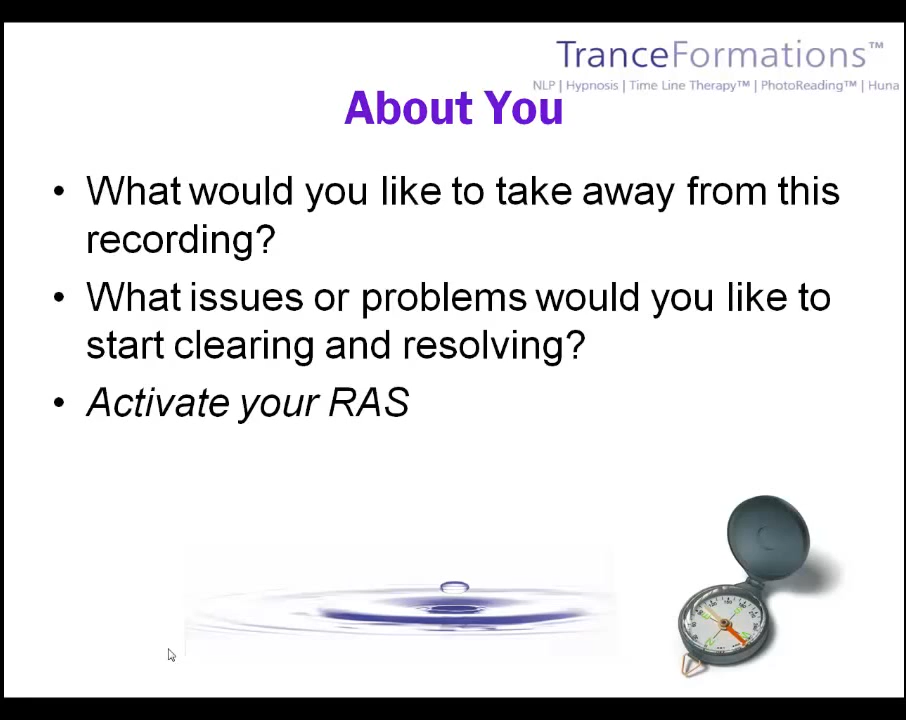 TranceFormations™
NLP | Hypnosis | Time Line Therapy™ | PhotoReading™ | Huna
About You
• What would you like to take away from this
recording?
• What issues or problems would you like to
start clearing and resolving?
• Activate your RAS